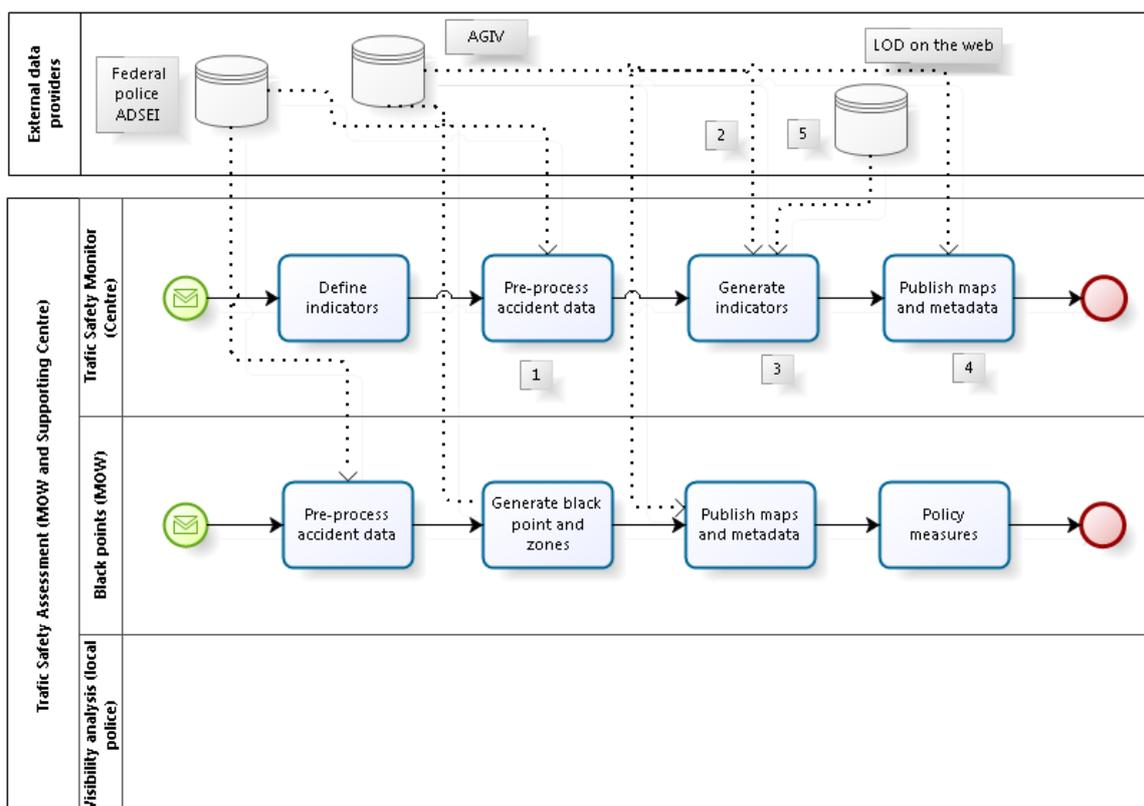 External data
providers
Federal
police
ADSEI
AGIV
LOD on the web
2
5
Trafic Safety Assessment (MOW and Supporting Centre)
Trafic Safety Monitor
(Centre)
Define
indicators
Pre-process
accident data
Generate
indicators
Publish maps
and metadata
1
3
4
Black points (MOW)
Pre-process
accident data
Generate black
point and
zones
Publish maps
and metadata
Policy
measures
Visibility analysis (local
police)